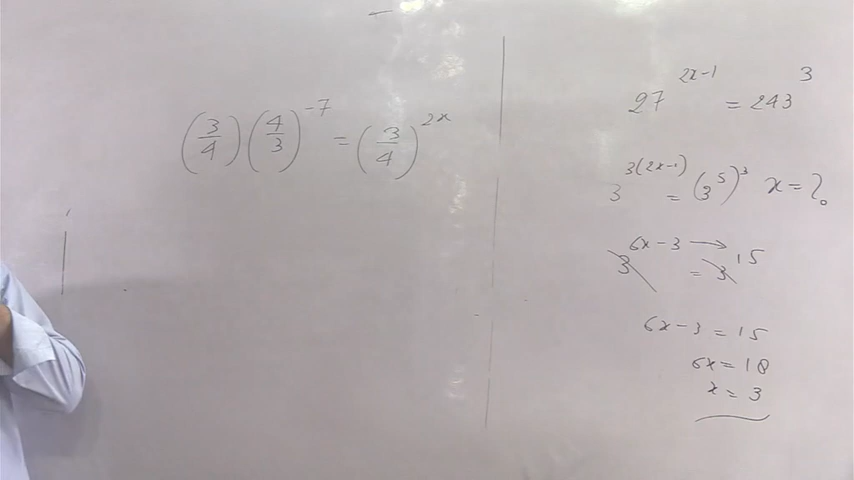 (3/4)(4/3)^-7 = (3/4)^2x
27^2x-1 = 243^3
3^3(2x-1) = (3^5)^3 x = ?
3^6x-3 → = 3^15
6x-3 = 15
6x = 18
x = 3